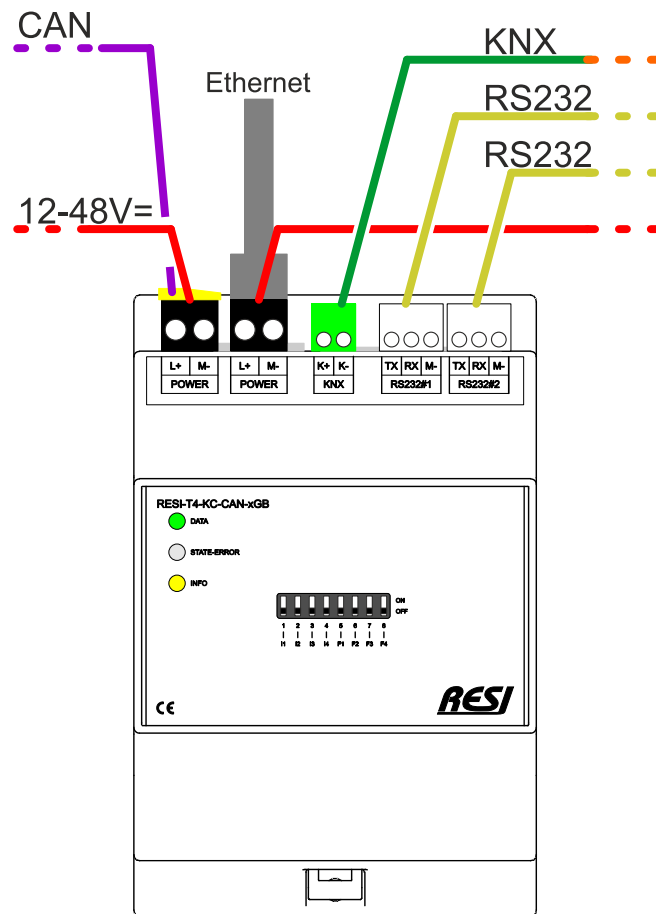 CAN
KNX
Ethernet
RS232
RS232
12-48V=
L+ M- L+ M- K+ K- TX RX M- TX RX M-
POWER POWER KNX RS232#1 RS232#2
RESI-T4-KC-CAN-xGB
DATA
STATE-ERROR
INFO
ON
OFF
1 2 3 4 5 6 7 8
I1 I2 I3 I4 F1 F2 F3 F4
CE RESI